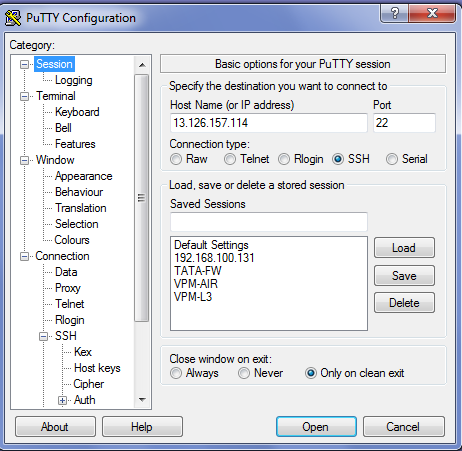 PuTTY Configuration
Category:
Session
Logging
Terminal
Keyboard
Bell
Features
Window
Appearance
Behaviour
Translation
Selection
Colours
Connection
Data
Proxy
Telnet
Rlogin
SSH
Kex
Host keys
Cipher
Auth
Basic options for your PuTTY session
Specify the destination you want to connect to
Host Name (or IP address) Port
13.126.157.114 22
Connection type:
Raw Telnet Rlogin SSH Serial
Load, save or delete a stored session
Saved Sessions
Default Settings
192.168.100.131
TATA-FW
VPM-AIR
VPM-L3
Load
Save
Delete
Close window on exit:
Always Never Only on clean exit
About Help Open Cancel